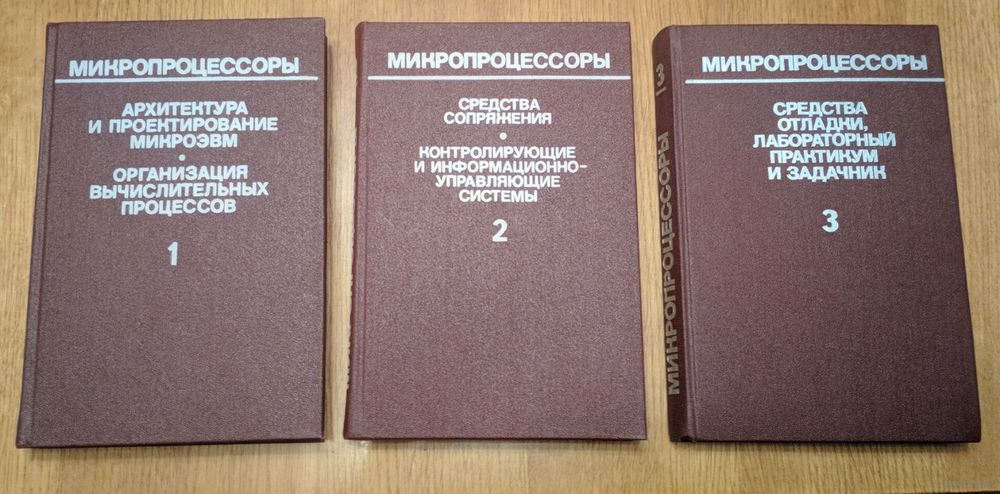 МИКРОПРОЦЕССОРЫ
АРХИТЕКТУРА
И ПРОЕКТИРОВАНИЕ
МИКРОЭВМ
•
ОРГАНИЗАЦИЯ
ВЫЧИСЛИТЕЛЬНЫХ
ПРОЦЕССОВ
1
МИКРОПРОЦЕССОРЫ
СРЕДСТВА
СОПРЯЖЕНИЯ
•
КОНТРОЛИРУЮЩИЕ
И ИНФОРМАЦИОННО-
УПРАВЛЯЮЩИЕ
СИСТЕМЫ
2
МИКРОПРОЦЕССОРЫ /3
МИКРОПРОЦЕССОРЫ
СРЕДСТВА
ОТЛАДКИ,
ЛАБОРАТОРНЫЙ
ПРАКТИКУМ
И ЗАДАЧНИК
3